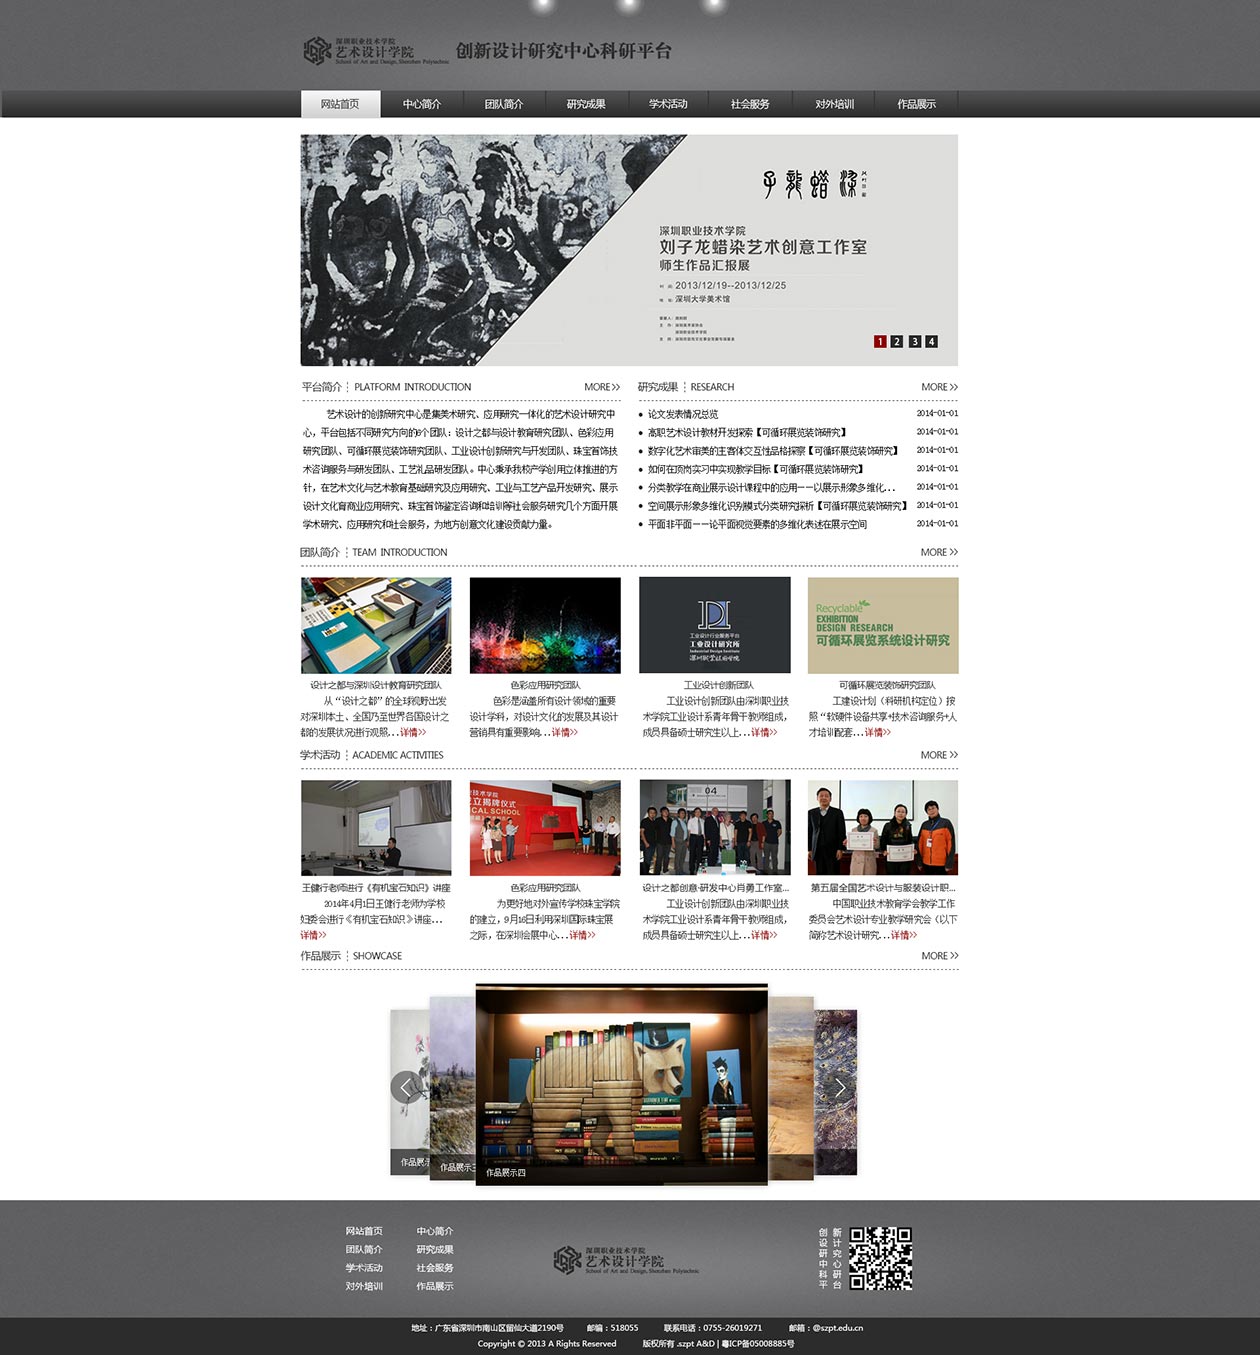 深圳职业技术学院
艺术设计学院
School of Art and Design, Shenzhen Polytechnic
创新设计研究中心科研平台
网站首页 中心简介 团队简介 研究成果 学术活动 社会服务 对外培训 作品展示
子龍蠟染
深圳职业技术学院
刘子龙蜡染艺术创意工作室
师生作品汇报展
时 间: 2013/12/19--2013/12/25
地 址: 深圳大学美术馆
1 2 3 4
平台简介 PLATFORM INTRODUCTION MORE>>
艺术设计的创新研究中心是集美术研究、应用研究一体化的艺术设计研究中
心，平台包括不同研究方向的6个团队：设计之都与设计教育研究团队、色彩应用
研究团队、可循环展览装饰研究团队、工业设计创新研究与开发团队、珠宝首饰技
术咨询服务与研发团队、工艺礼品研发团队。中心秉承我校产学创用立体推进的方
针，在艺术文化与艺术教育基础研究及应用研究、工业与工艺产品开发研究、展示
设计文化育商业应用研究、珠宝首饰鉴定咨询和培训等社会服务研究几个方面开展
学术研究、应用研究和社会服务，为地方创意文化建设贡献力量。
研究成果 RESEARCH MORE>>
论文发表情况总览 2014-01-01
高职艺术设计教材开发探索【可循环展览装饰研究】 2014-01-01
数字化艺术审美的主客体交互性品格探察【可循环展览装饰研究】 2014-01-01
如何在顶岗实习中实现教学目标【可循环展览装饰研究】 2014-01-01
分类教学在商业展示设计课程中的应用——以展示形象多维化... 2014-01-01
空间展示形象多维化识别模式分类研究探析【可循环展览装饰研究】 2014-01-01
平面非平面——论平面视觉要素的多维化表述在展示空间 2014-01-01
团队简介 TEAM INTRODUCTION MORE>>
工业设计行业服务平台
工业设计研究所
Industrial Design Institute
深圳职业技术学院
Recyclable
EXHIBITION
DESIGN RESEARCH
可循环展览系统设计研究
设计之都与深圳设计教育研究团队
从“设计之都”的全球视野出发
对深圳本土、全国乃至世界各国设计之
都的发展状况进行观照...详情>>
色彩应用研究团队
色彩是涵盖所有设计领域的重要
设计学科，对设计文化的发展及其设计
营销具有重要影响...详情>>
工业设计创新团队
工业设计创新团队由深圳职业技
术学院工业设计系青年骨干教师组成，
成员具备硕士研究生以上...详情>>
可循环展览装饰研究团队
工建设计划（科研机构定位）按
照“软硬件设备共享+技术咨询服务+人
才培训配套...详情>>
学术活动 ACADEMIC ACTIVITIES MORE>>
04
王健行老师进行《有机宝石知识》讲座
2014年4月1日王健行老师为学校
妇委会进行《有机宝石知识》讲座...
详情>>
色彩应用研究团队
为更好地对外宣传学校珠宝学院
的建立，9月16日利用深圳国际珠宝展
之际，在深圳会展中心...详情>>
设计之都创意·研发中心肖勇工作室...
工业设计创新团队由深圳职业技
术学院工业设计系青年骨干教师组成，
成员具备硕士研究生以上...详情>>
第五届全国艺术设计与服装设计职...
中国职业技术教育学会教学工作
委员会艺术设计专业教学研究会（以下
简称艺术设计研究...详情>>
作品展示 SHOWCASE MORE>>
作品展示
作品展示三
作品展示四
网站首页 中心简介
团队简介 研究成果
学术活动 社会服务
对外培训 作品展示
深圳职业技术学院
艺术设计学院
School of Art and Design, Shenzhen Polytechnic
创新
设计
研究
中心
科研
平台
地址：广东省深圳市南山区留仙大道2190号 邮编：518055 联系电话：0755-26019271 邮箱：@szpt.edu.cn
Copyright © 2013 A Rights Reserved 版权所有 .szpt A&D | 粤ICP备05008885号